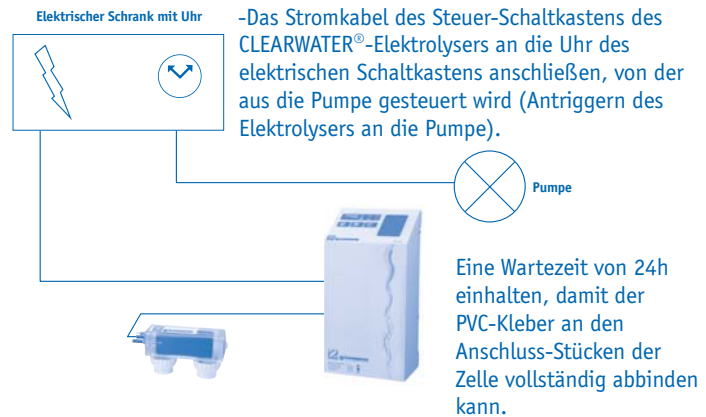 Elektrischer Schrank mit Uhr
-Das Stromkabel des Steuer-Schaltkastens des
CLEARWATER®-Elektrolysers an die Uhr des
elektrischen Schaltkastens anschließen, von der
aus die Pumpe gesteuert wird (Antriggern des
Elektrolysers an die Pumpe).
Pumpe
Eine Wartezeit von 24h
einhalten, damit der
PVC-Kleber an den
Anschluss-Stücken der
Zelle vollständig abbinden
kann.